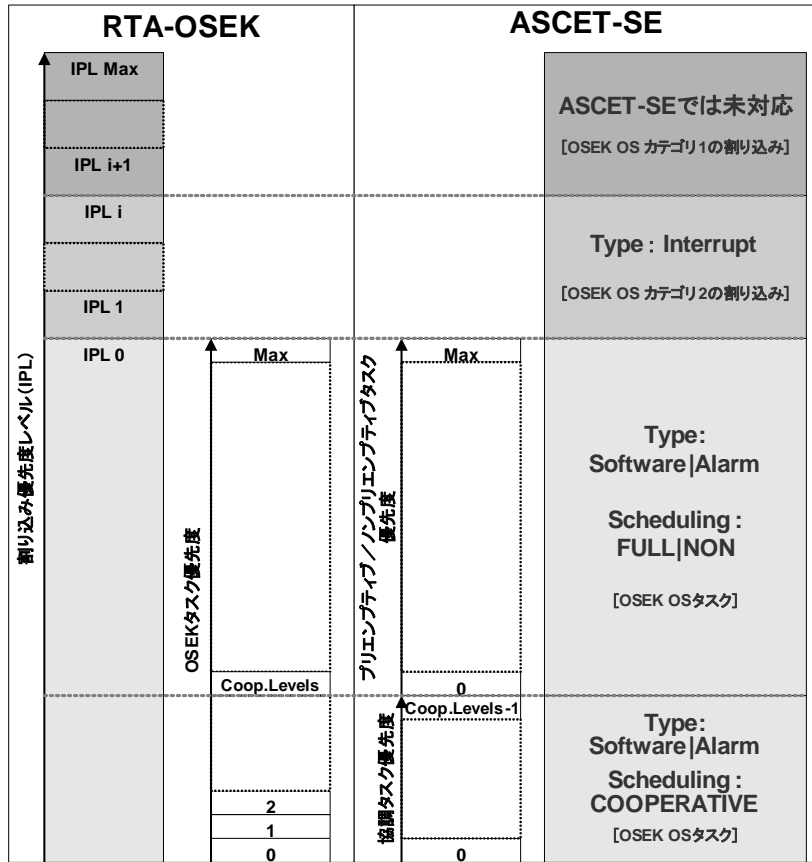 RTA-OSEK
ASCET-SE
IPL Max
IPL i+1
IPL i
IPL 1
IPL 0
割り込み優先度レベル(IPL)
Max
OSEKタスク優先度
Coop.Levels
2
1
0
Max
プリエンプティブ/ノンプリエンプティブタスク
優先度
0
Coop.Levels-1
協調タスク優先度
0
ASCET-SEでは未対応
[OSEK OS カテゴリ1の割り込み]
Type : Interrupt
[OSEK OS カテゴリ2の割り込み]
Type:
Software|Alarm
Scheduling :
FULL|NON
[OSEK OSタスク]
Type:
Software|Alarm
Scheduling :
COOPERATIVE
[OSEK OSタスク]